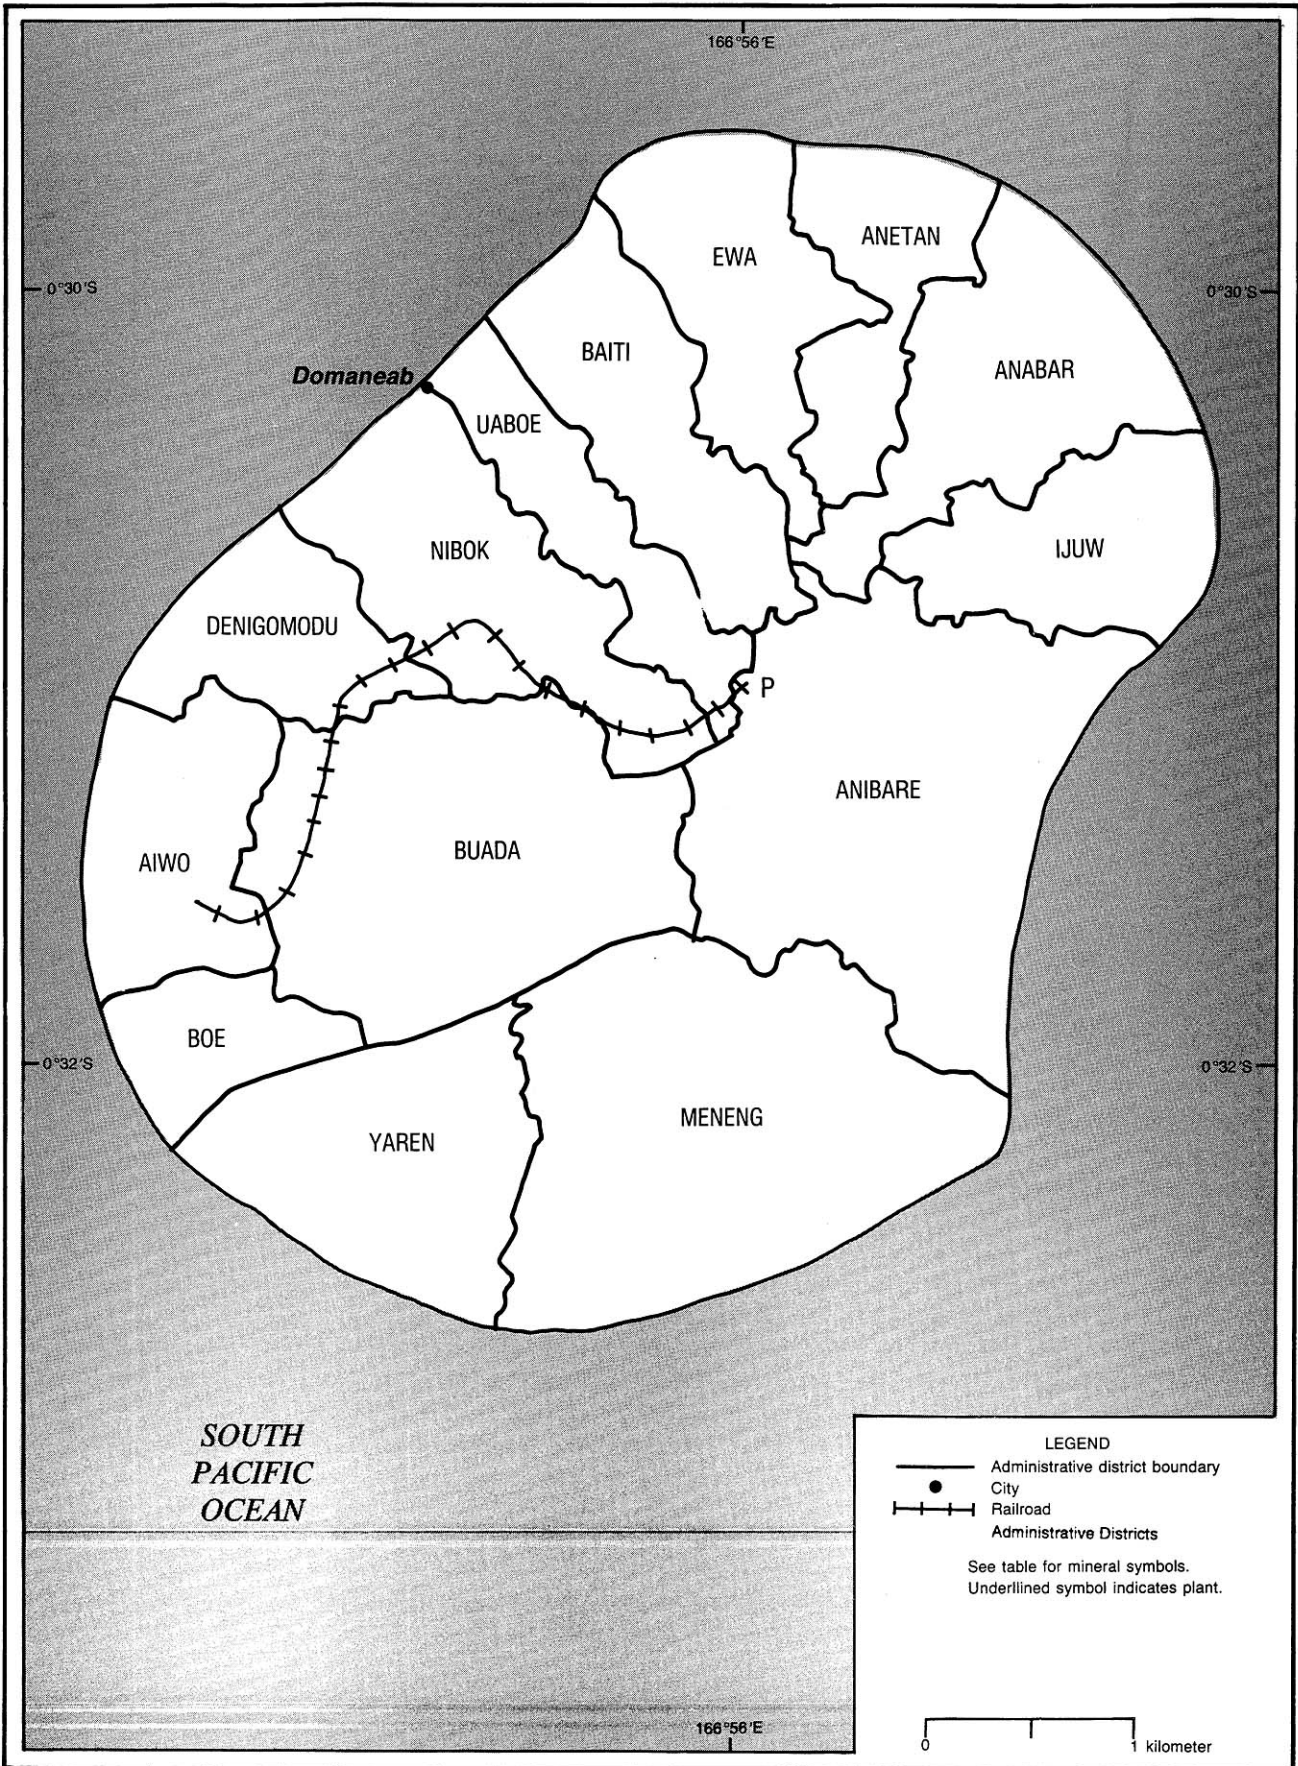 166°56'E
ANETAN
EWA
0°30'S
0°30'S
BAITI
ANABAR
Domaneab
UABOE
NIBOK
IJUW
DENIGOMODU
P
ANIBARE
BUADA
AIWO
BOE
0°32'S
0°32'S
MENENG
YAREN
SOUTH
PACIFIC
OCEAN
LEGEND
Administrative district boundary
City
Railroad
Administrative Districts
See table for mineral symbols.
Underllined symbol indicates plant.
166°56'E
0 1 kilometer